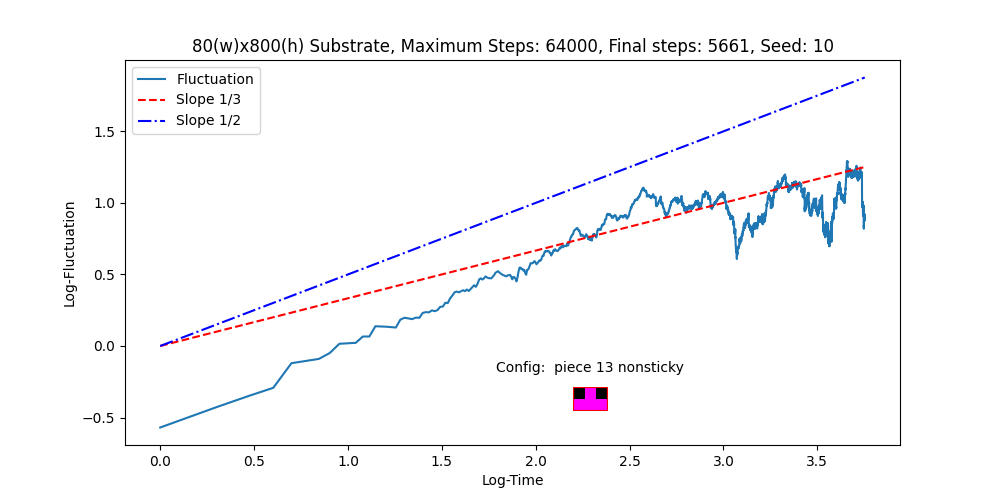 80(w)x800(h) Substrate, Maximum Steps: 64000, Final steps: 5661, Seed: 10
Fluctuation
Slope 1/3
Slope 1/2
Log-Fluctuation
1.5
1.0
0.5
0.0
−0.5
Config:  piece 13 nonsticky
0.0 0.5 1.0 1.5 2.0 2.5 3.0 3.5
Log-Time